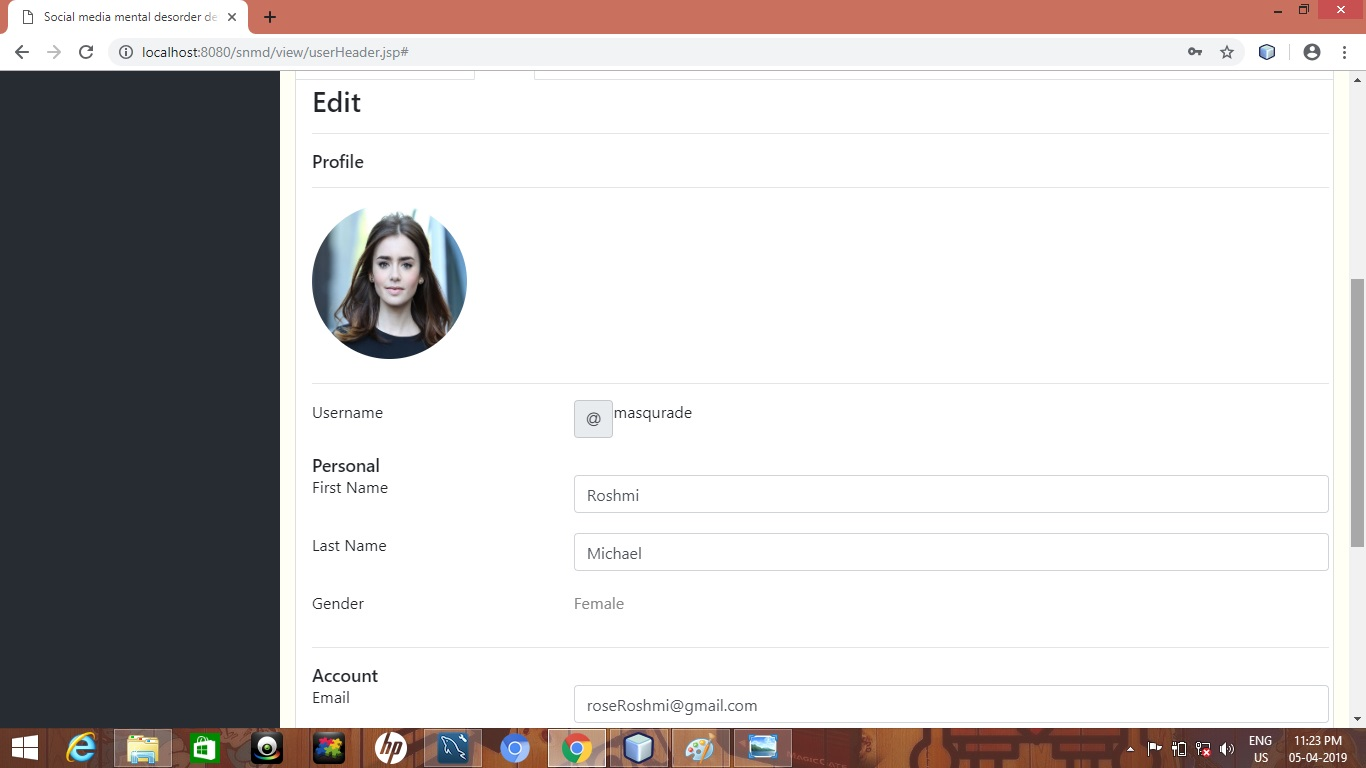 Social media mental desorder de
localhost:8080/snmd/view/userHeader.jsp#
Edit
Profile
Username
@ masqurade
Personal
First Name
Roshmi
Last Name
Michael
Gender
Female
Account
Email
roseRoshmi@gmail.com
hp
ENG
US
11:23 PM
05-04-2019